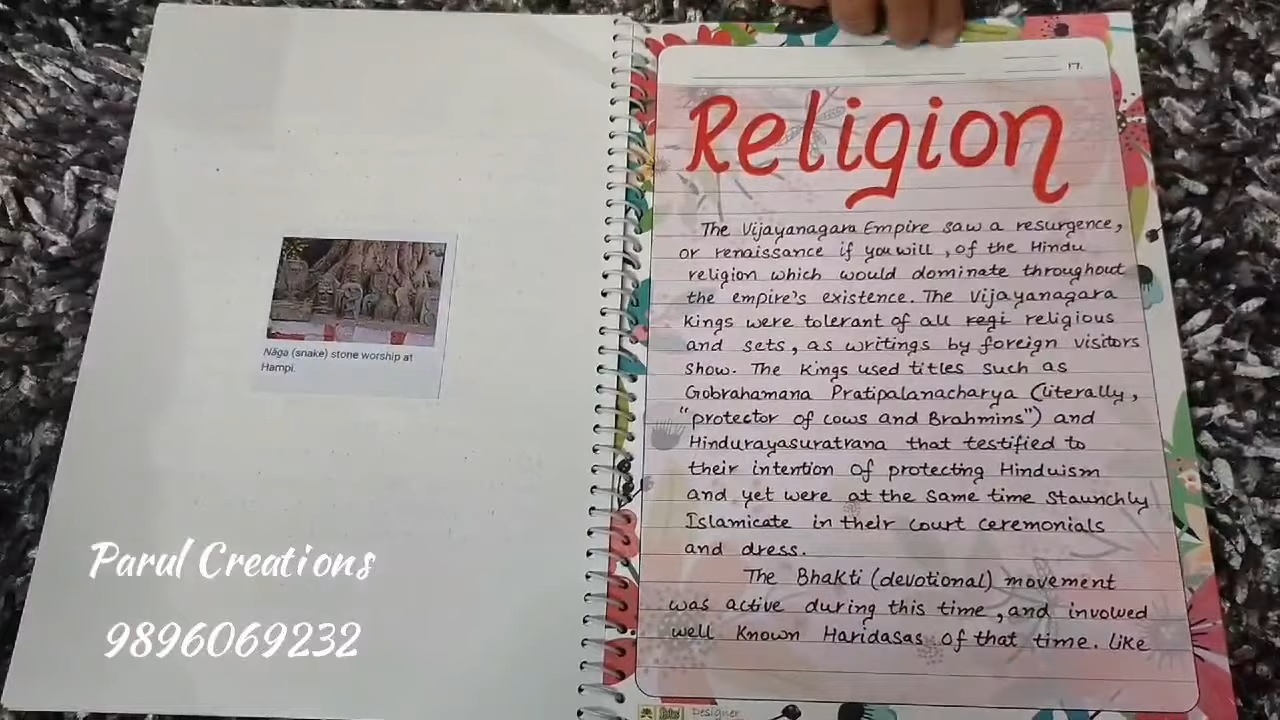 Nāga (snake) stone worship at
Hampi.
Parul Creations
9896069232
17.
Religion
The Vijayanagara Empire saw a resurgence,
or renaissance if you will, of the Hindu
religion which would dominate throughout
the empire's existence. The Vijayanagara
Kings were tolerant of all regi religious
and sets, as writings by foreign visitors
show. The Kings used titles such as
Gobrahamana Pratipalanacharya (literally,
"protector of cows and Brahmins") and
Hindurayasuratrana that testified to
their intention of protecting Hinduism
and yet were at the same time Staunchly
Islamicate in their court ceremonials
and dress.
The Bhakti (devotional) movement
was active during this time, and involved
well Known Haridasas of that time. Like
Designer